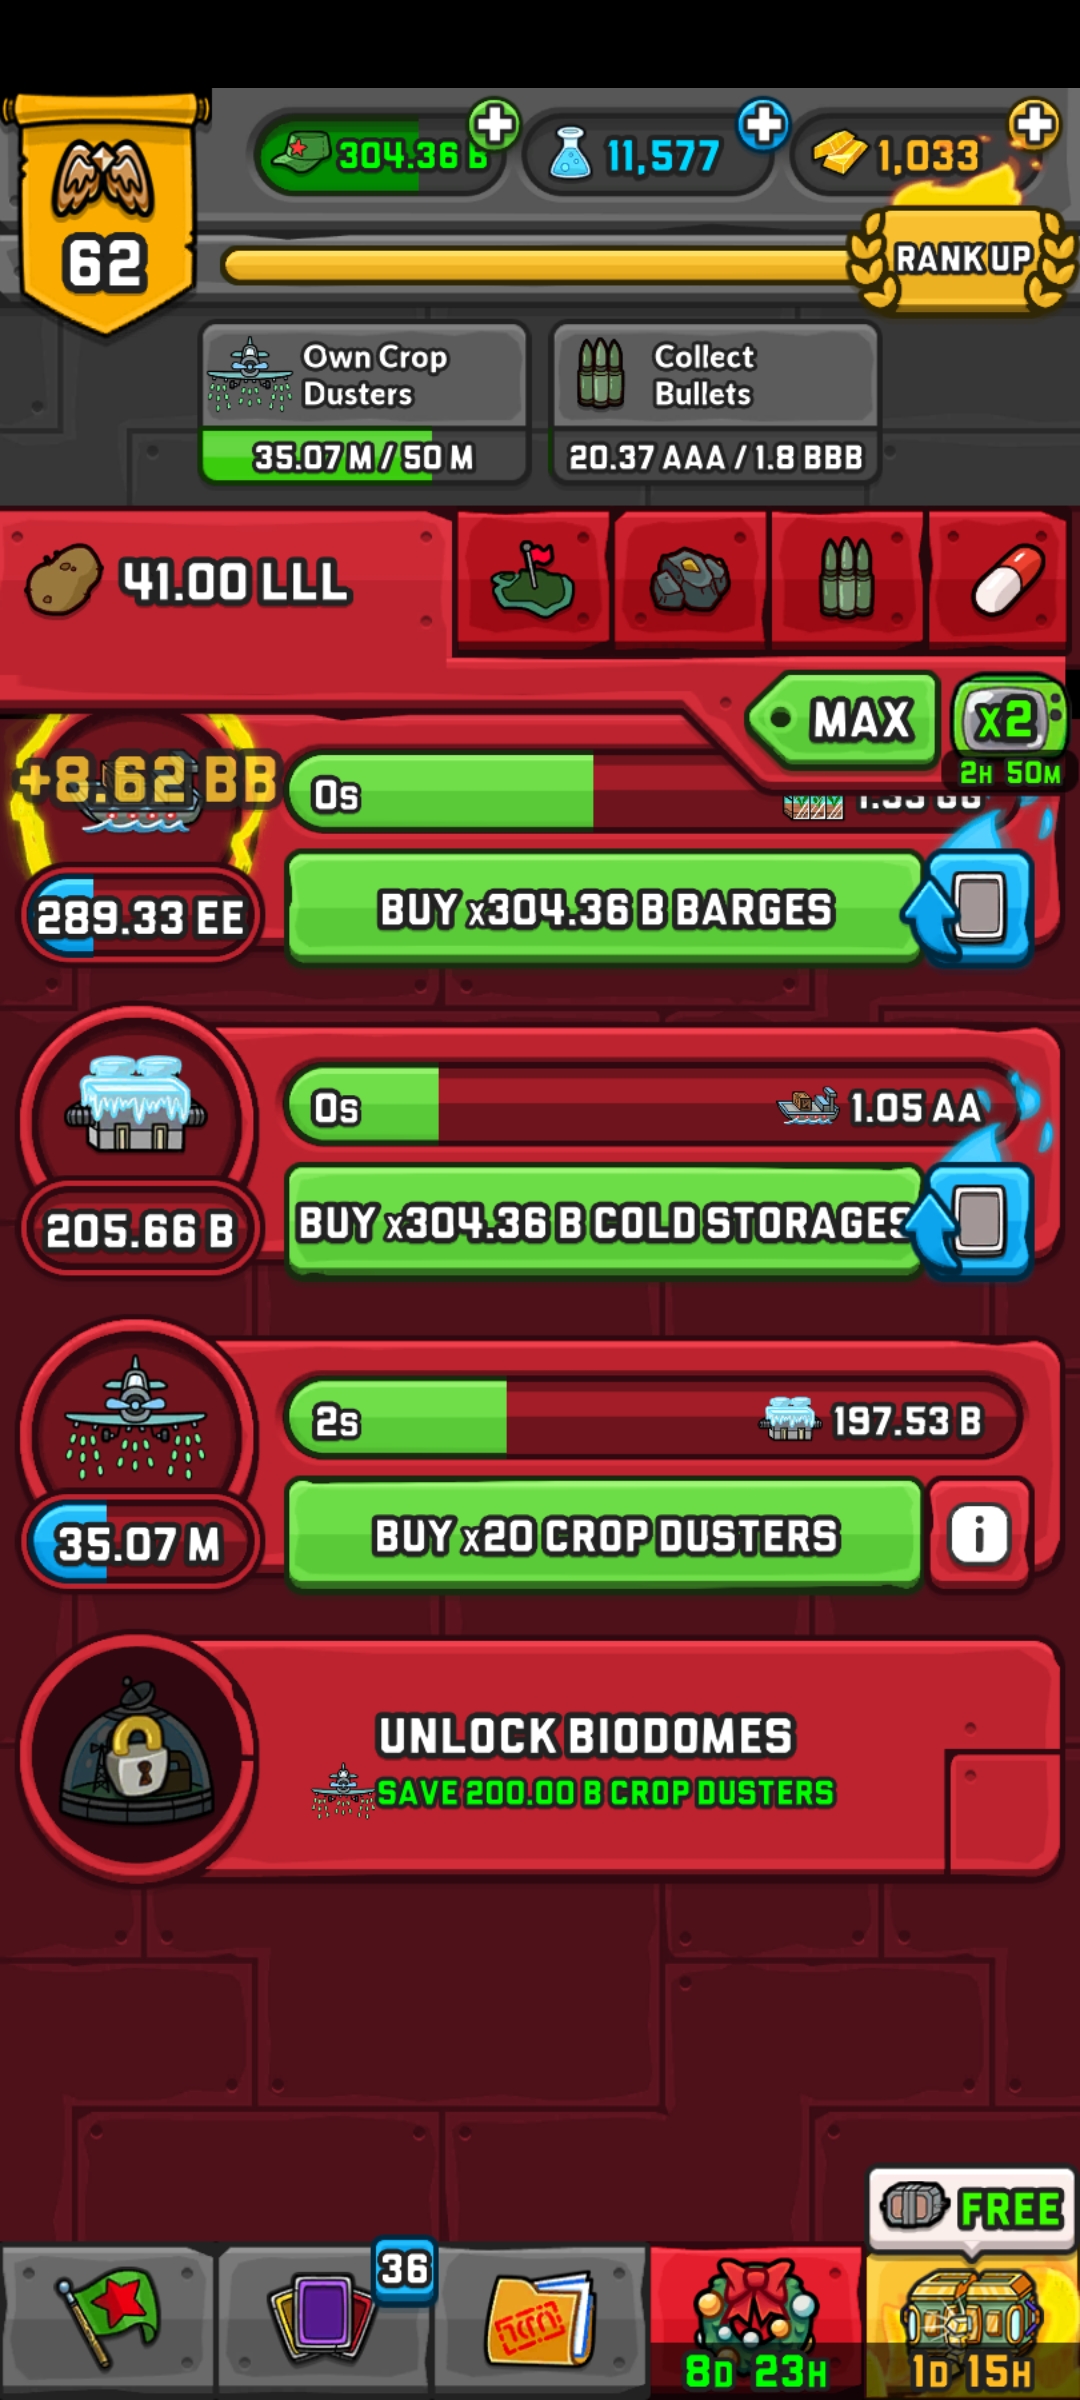 62
304.36 B
11,577
1,033
RANK UP
Own Crop
Dusters
35.07 M / 50 M
Collect
Bullets
20.37 AAA / 1.8 BBB
41.00 LLL
MAX
x2
2H 50M
+8.62 BB
0s
289.33 EE
BUY x304.36 B BARGES
0s
1.05 AA
205.66 B
BUY x304.36 B COLD STORAGES
2s
197.53 B
35.07 M
BUY x20 CROP DUSTERS
i
UNLOCK BIODOMES
SAVE 200.00 B CROP DUSTERS
FREE
36
8D 23H
1D 15H